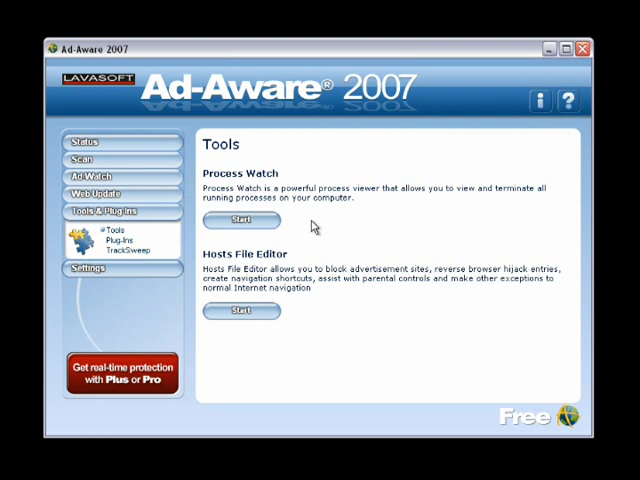 Ad-Aware 2007
LAVASOFT
Ad-Aware® 2007
i ?
Status
Scan
Ad-Watch
Web Update
Tools & Plug-Ins
Tools
Plug-Ins
TrackSweep
Settings
Get real-time protection
with Plus or Pro
Tools
Process Watch
Process Watch is a powerful process viewer that allows you to view and terminate all
running processes on your computer.
Start
Hosts File Editor
Hosts File Editor allows you to block advertisement sites, reverse browser hijack entries,
create navigation shortcuts, assist with parental controls and make other exceptions to
normal Internet navigation
Start
Free